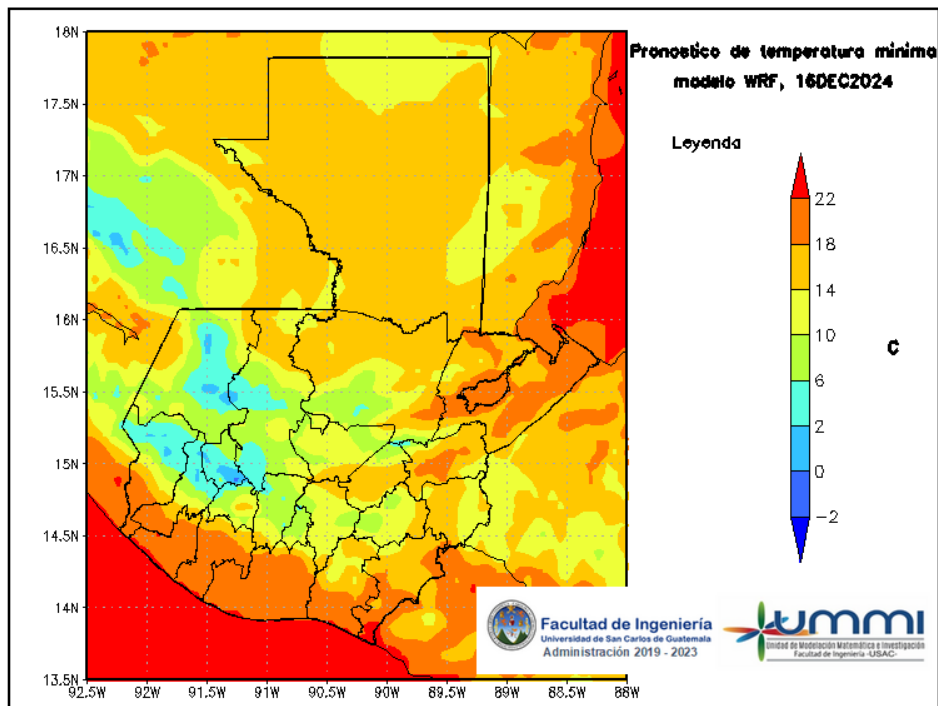 Pronostico de temperatura minima
modelo WRF, 16DEC2024
Leyenda
22
18
14
10
6
2
0
−2
C
18N
17.5N
17N
16.5N
16N
15.5N
15N
14.5N
14N
13.5N
92.5W 92W 91.5W 91W 90.5W 90W 89.5W 89W 88.5W 88W
Facultad de Ingeniería
Universidad de San Carlos de Guatemala
Administración 2019 - 2023
UMMI
Unidad de Modelación Matemática e Investigación
Facultad de Ingeniería -USAC-